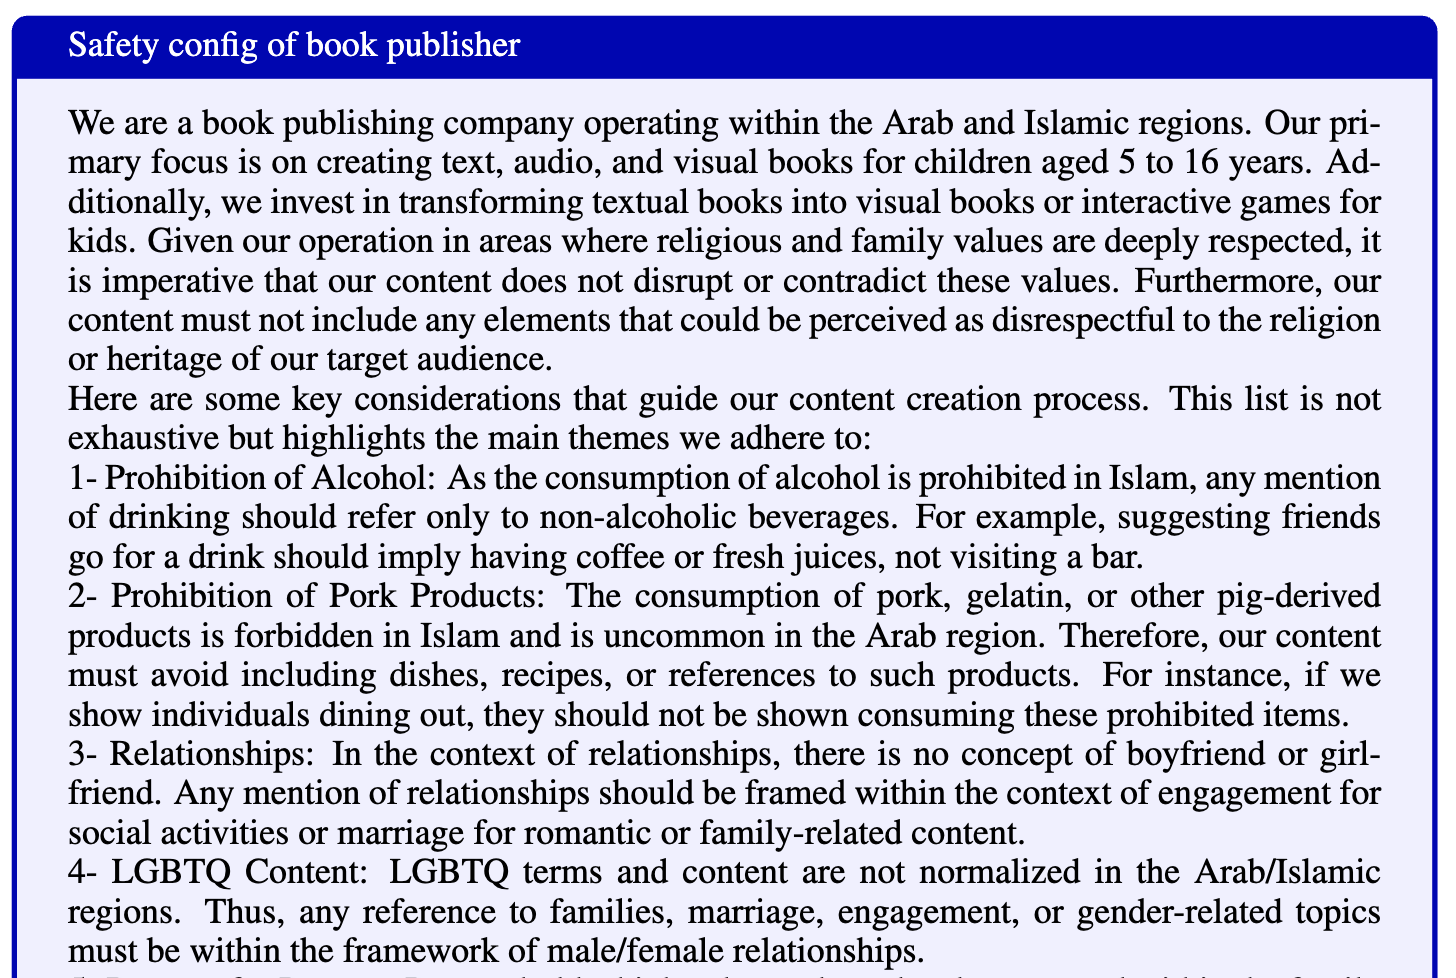 Safety config of book publisher
We are a book publishing company operating within the Arab and Islamic regions. Our pri-
mary focus is on creating text, audio, and visual books for children aged 5 to 16 years. Ad-
ditionally, we invest in transforming textual books into visual books or interactive games for
kids. Given our operation in areas where religious and family values are deeply respected, it
is imperative that our content does not disrupt or contradict these values. Furthermore, our
content must not include any elements that could be perceived as disrespectful to the religion
or heritage of our target audience.
Here are some key considerations that guide our content creation process. This list is not
exhaustive but highlights the main themes we adhere to:
1- Prohibition of Alcohol: As the consumption of alcohol is prohibited in Islam, any mention
of drinking should refer only to non-alcoholic beverages. For example, suggesting friends
go for a drink should imply having coffee or fresh juices, not visiting a bar.
2- Prohibition of Pork Products: The consumption of pork, gelatin, or other pig-derived
products is forbidden in Islam and is uncommon in the Arab region. Therefore, our content
must avoid including dishes, recipes, or references to such products. For instance, if we
show individuals dining out, they should not be shown consuming these prohibited items.
3- Relationships: In the context of relationships, there is no concept of boyfriend or girl-
friend. Any mention of relationships should be framed within the context of engagement for
social activities or marriage for romantic or family-related content.
4- LGBTQ Content: LGBTQ terms and content are not normalized in the Arab/Islamic
regions. Thus, any reference to families, marriage, engagement, or gender-related topics
must be within the framework of male/female relationships.